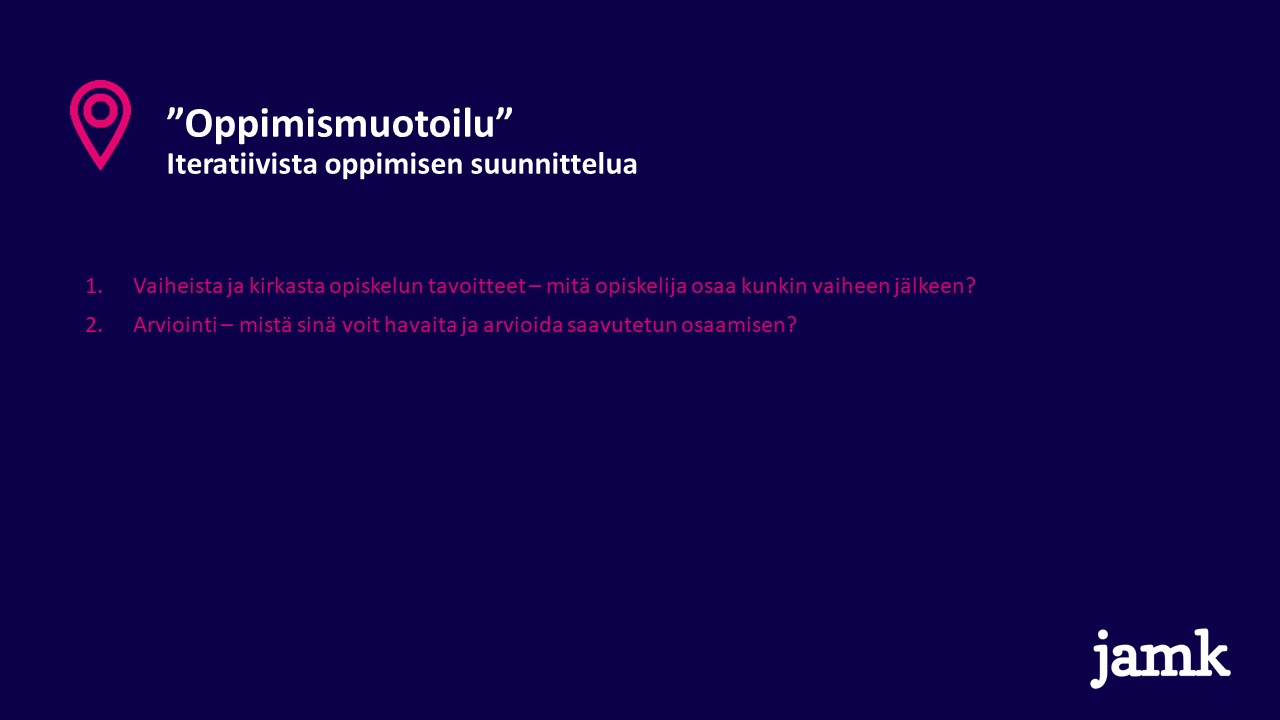 ”Oppimismuotoilu”
Iteratiivista oppimisen suunnittelua
1. Vaiheista ja kirkasta opiskelun tavoitteet – mitä opiskelija osaa kunkin vaiheen jälkeen?
2. Arviointi – mistä sinä voit havaita ja arvioida saavutetun osaamisen?
jamk